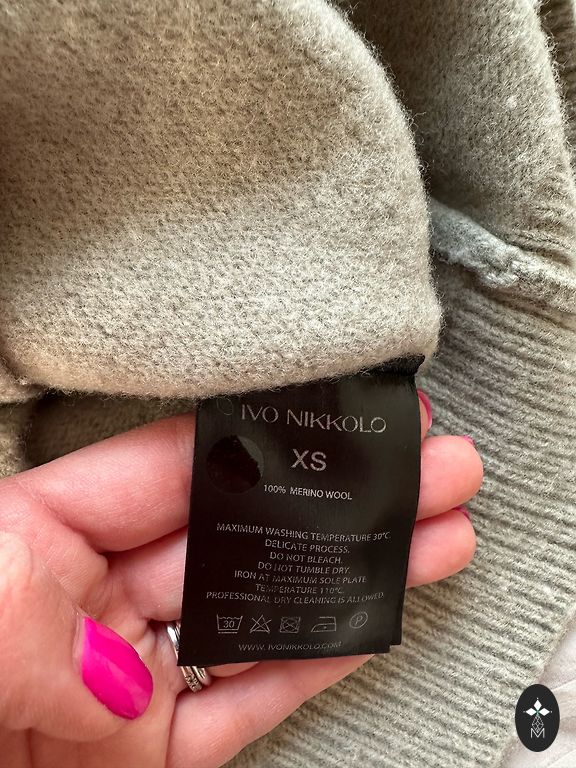 IVO NIKKOLO
XS
100% MERINO WOOL
MAXIMUM WASHING TEMPERATURE 30°C
DELICATE PROCESS.
DO NOT BLEACH.
DO NOT TUMBLE DRY.
IRON AT MAXIMUM SOLE PLATE
TEMPERATURE 110°C.
PROFESSIONAL DRY CLEANING IS ALLOWED.
30 P
WWW.IVONIKKOLO.COM
M